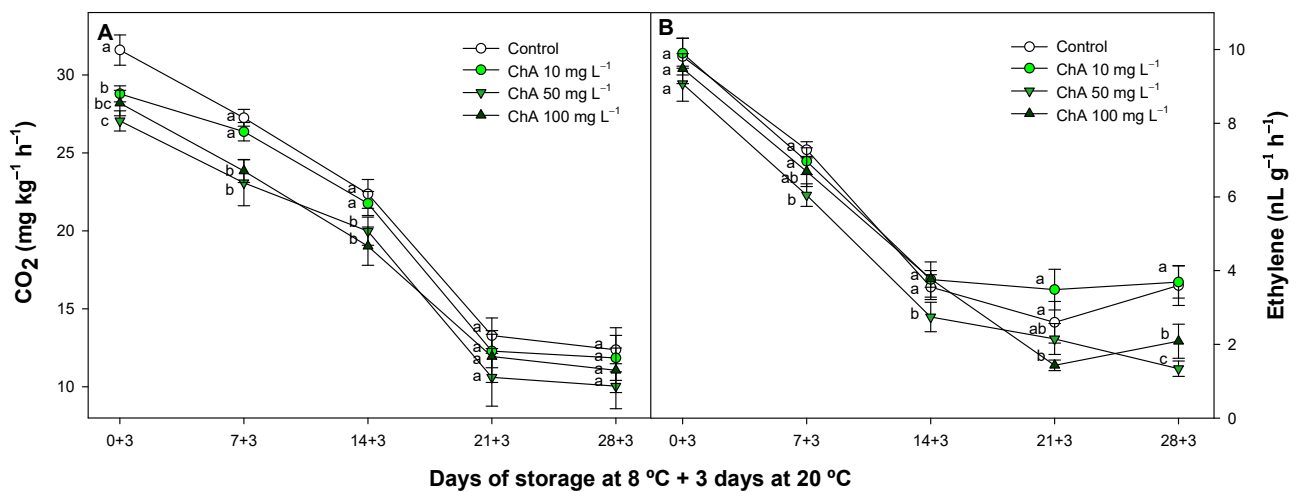 A
Control
ChA 10 mg L⁻¹
ChA 50 mg L⁻¹
ChA 100 mg L⁻¹
CO₂ (mg kg⁻¹ h⁻¹)
30
25
20
15
10
a
b
bc
c
a
a
b
b
a
a
b
b
a
a
a
a
a
a
a
a
0+3
7+3
14+3
21+3
28+3
B
Control
ChA 10 mg L⁻¹
ChA 50 mg L⁻¹
ChA 100 mg L⁻¹
a
a
a
a
ab
b
a
a
b
a
a
ab
b
a
b
c
0+3
7+3
14+3
21+3
28+3
10
8
6
4
2
0
Ethylene (nL g⁻¹ h⁻¹)
Days of storage at 8 ºC + 3 days at 20 ºC